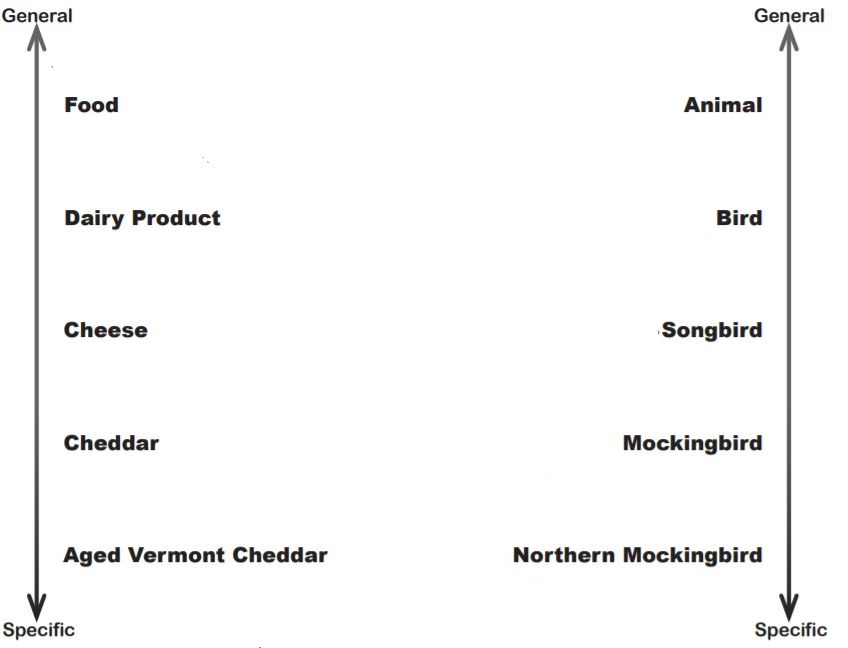 General
General
Food
Animal
Dairy Product
Bird
Cheese
Songbird
Cheddar
Mockingbird
Aged Vermont Cheddar
Northern Mockingbird
Specific
Specific